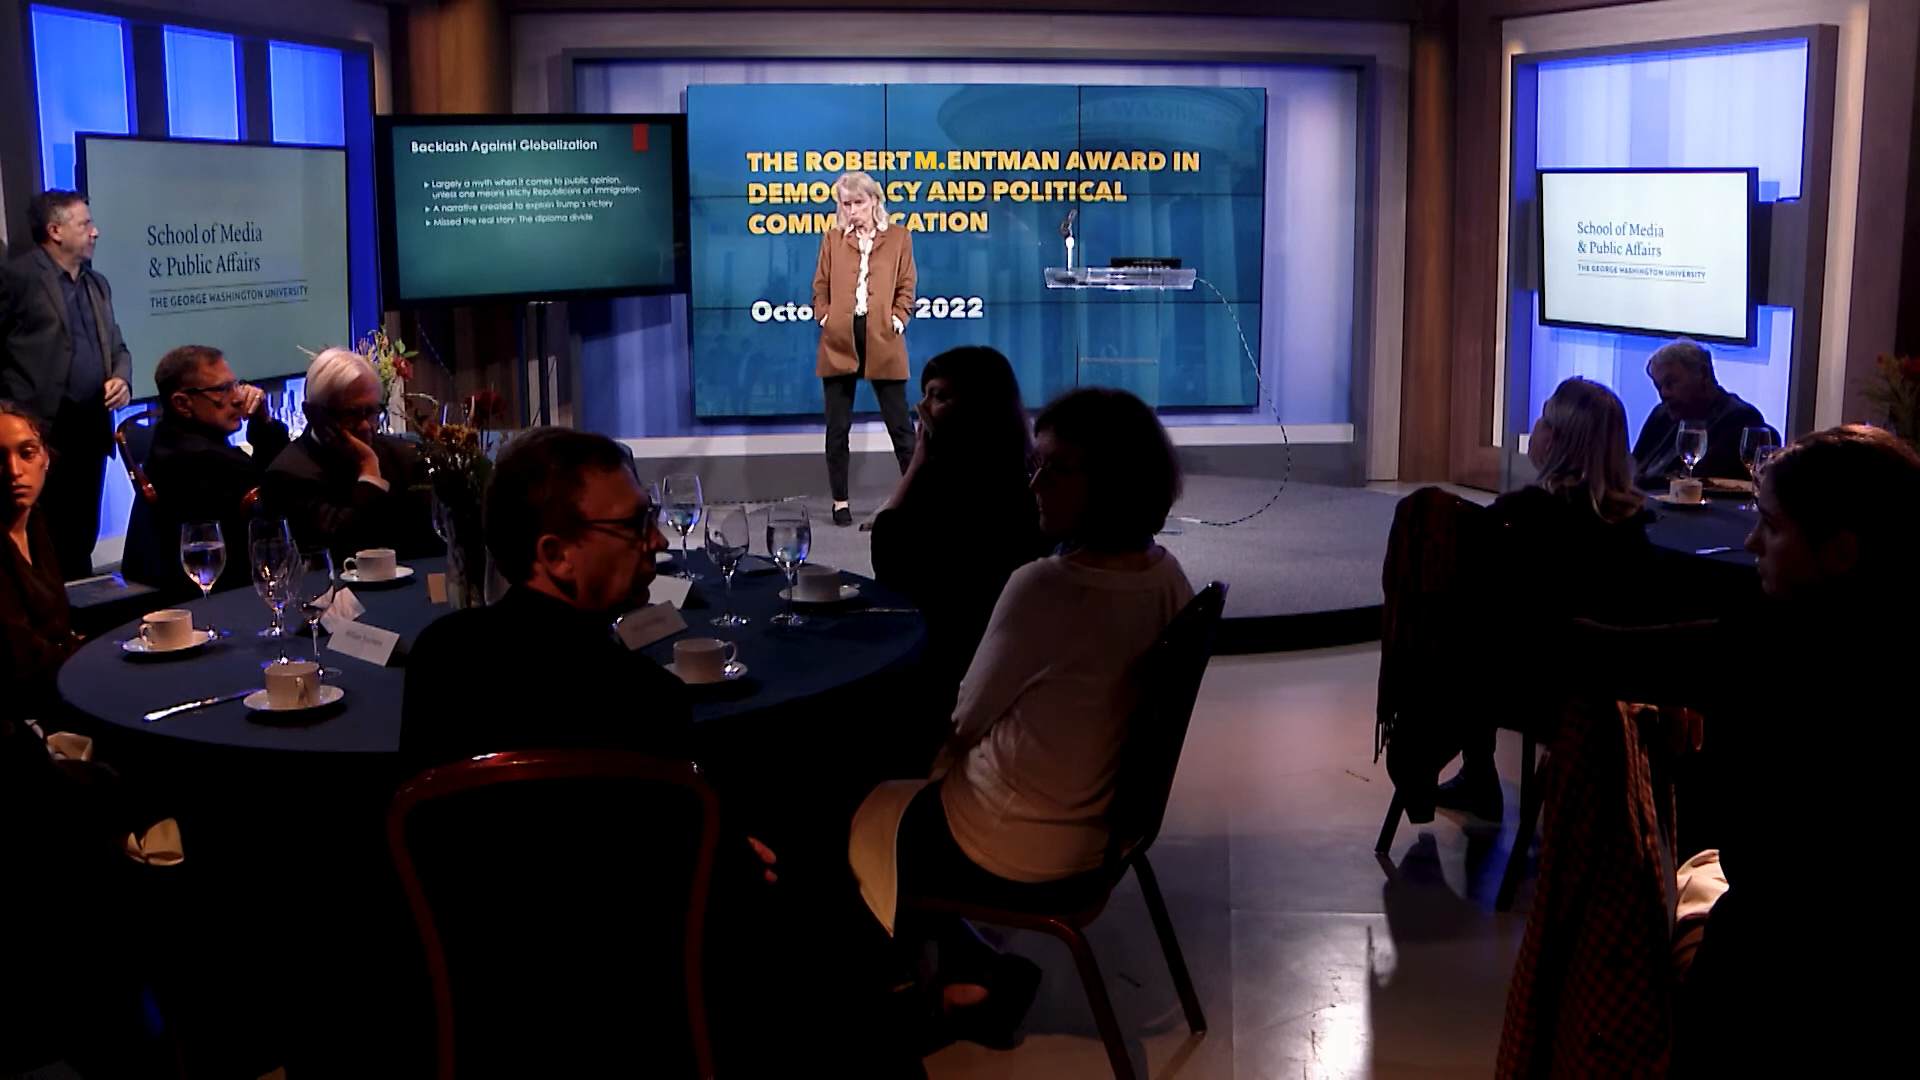 School of Media
& Public Affairs
THE GEORGE WASHINGTON UNIVERSITY
Backlash Against Globalization
▸ Largely a myth when it comes to public opinion,
unless one means strictly Republicans on immigration
▸ A narrative created to explain Trump's victory
▸ Missed the real story: The diploma divide
THE ROBERT M. ENTMAN AWARD IN
DEMO CY AND POLITICAL
COMM CATION
Octo 2022
School of Media
& Public Affairs
THE GEORGE WASHINGTON UNIVERSITY